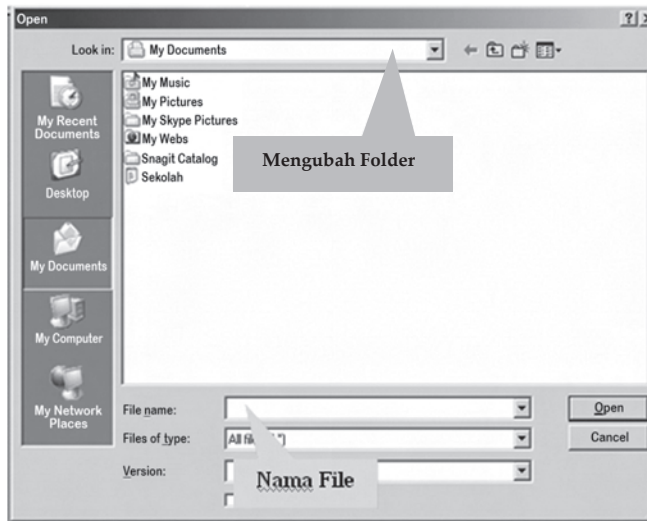 Open
Look in:
My Documents
My Recent
Documents
Desktop
My Documents
My Computer
My Network
Places
My Music
My Pictures
My Skype Pictures
My Webs
Snagit Catalog
Sekolah
Mengubah Folder
File name:
Open
Files of type:
All
Cancel
Version:
Nama File